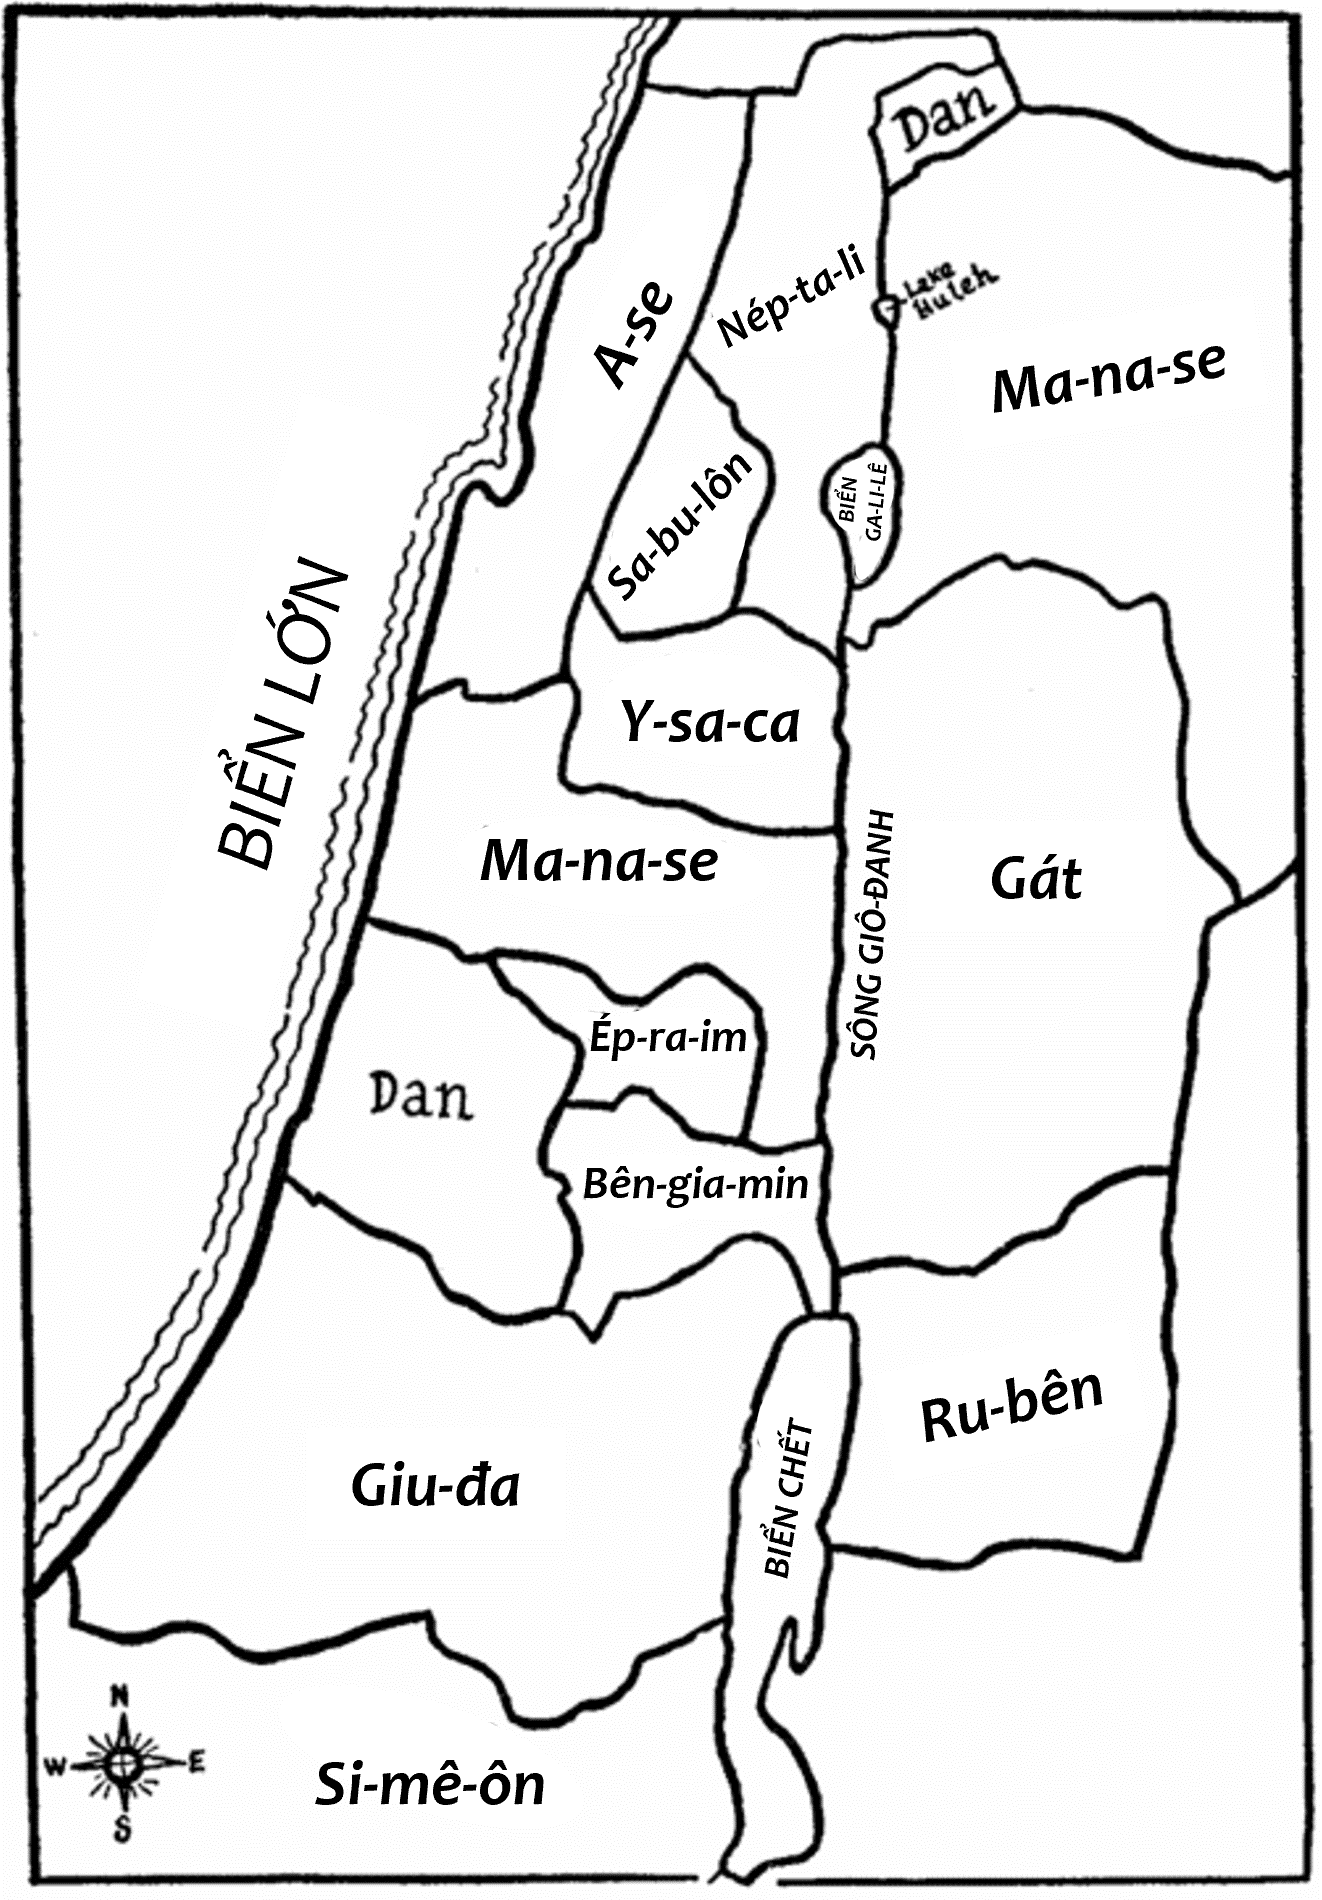 Dan
Nép-ta-li
Lake
Huleh
A-se
Ma-na-se
Sa-bu-lôn
BIỂN
GA-LI-LÊ
BIỂN LỚN
Y-sa-ca
Ma-na-se
Gát
SÔNG GIÔ-ĐANH
Ép-ra-im
Dan
Bên-gia-min
Ru-bên
Giu-đa
BIỂN CHẾT
Si-mê-ôn
N
W
E
S